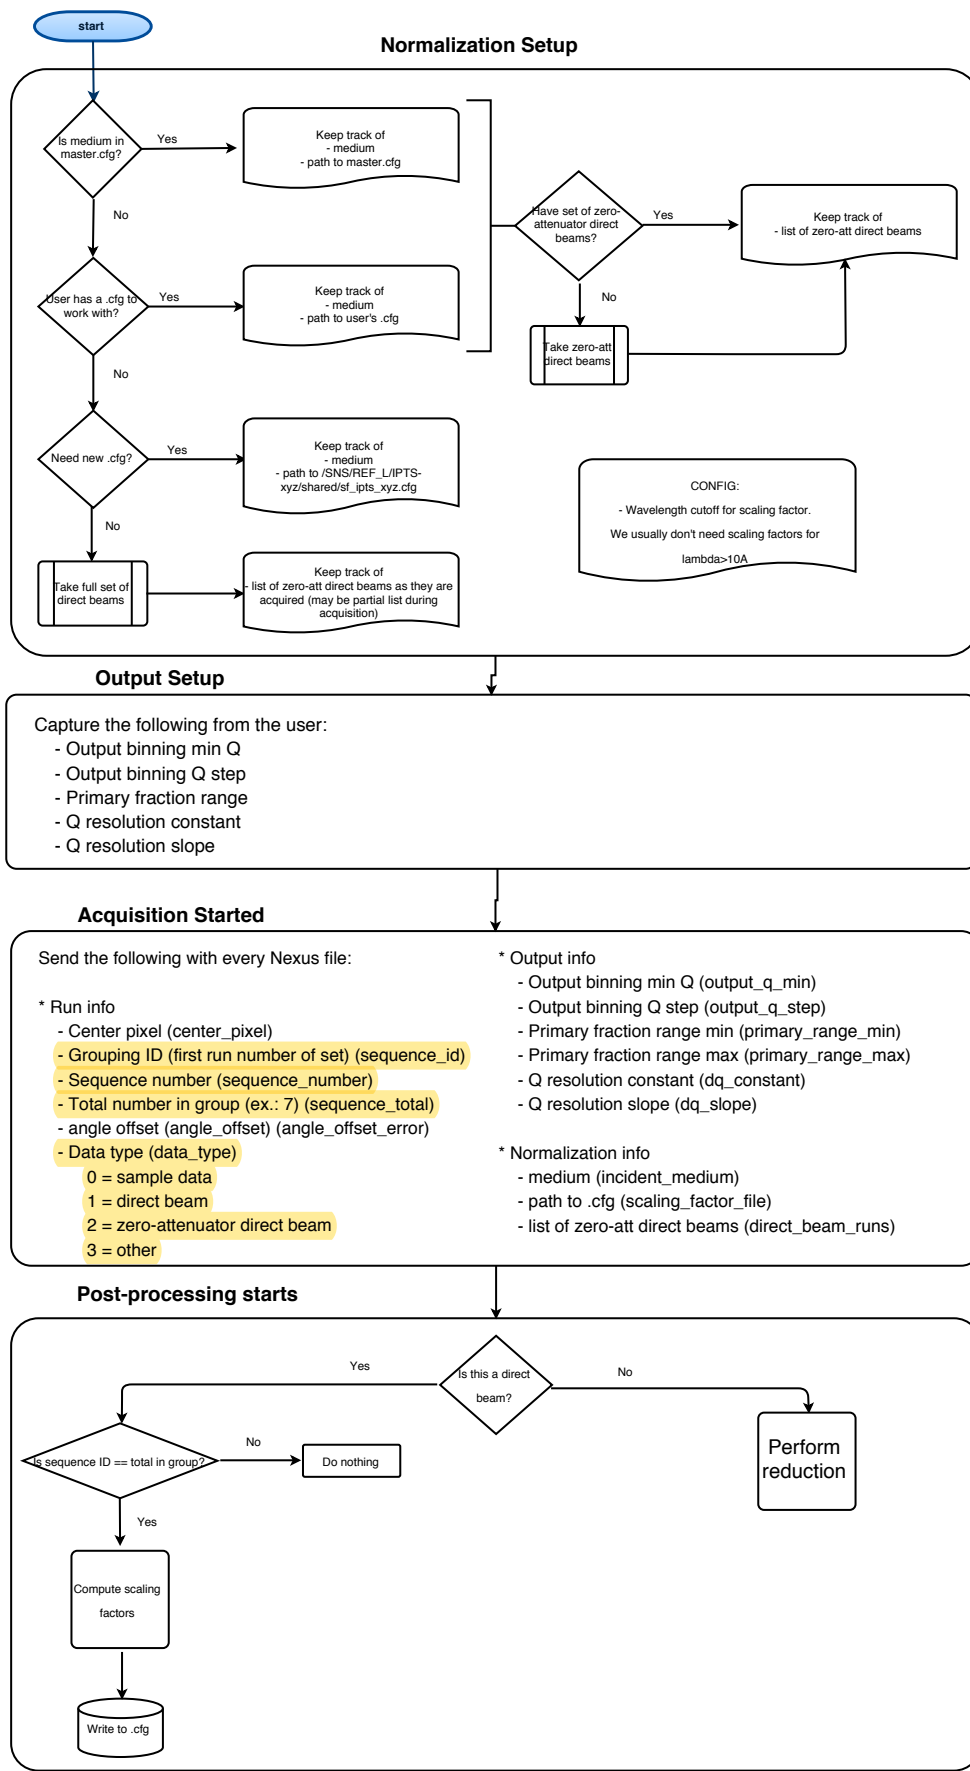 start
Normalization Setup
Is medium in
master.cfg?
Yes
Keep track of
- medium
- path to master.cfg
No
Have set of zero-
attenuator direct
beams?
Yes
Keep track of
- list of zero-att direct beams
No
Take zero-att
direct beams
User has a .cfg to
work with?
Yes
Keep track of
- medium
- path to user's .cfg
No
Need new .cfg?
Yes
Keep track of
- medium
- path to /SNS/REF_L/IPTS-
xyz/shared/sf_ipts_xyz.cfg
No
CONFIG:
- Wavelength cutoff for scaling factor.
We usually don't need scaling factors for
lambda>10A
Take full set of
direct beams
Keep track of
- list of zero-att direct beams as they are
acquired (may be partial list during
acquisition)
Output Setup
Capture the following from the user:
- Output binning min Q
- Output binning Q step
- Primary fraction range
- Q resolution constant
- Q resolution slope
Acquisition Started
Send the following with every Nexus file:
* Run info
- Center pixel (center_pixel)
- Grouping ID (first run number of set) (sequence_id)
- Sequence number (sequence_number)
- Total number in group (ex.: 7) (sequence_total)
- angle offset (angle_offset) (angle_offset_error)
- Data type (data_type)
0 = sample data
1 = direct beam
2 = zero-attenuator direct beam
3 = other
* Output info
- Output binning min Q (output_q_min)
- Output binning Q step (output_q_step)
- Primary fraction range min (primary_range_min)
- Primary fraction range max (primary_range_max)
- Q resolution constant (dq_constant)
- Q resolution slope (dq_slope)
* Normalization info
- medium (incident_medium)
- path to .cfg (scaling_factor_file)
- list of zero-att direct beams (direct_beam_runs)
Post-processing starts
Is this a direct
beam?
Yes
No
Is sequence ID == total in group?
No
Do nothing
Perform
reduction
Yes
Compute scaling
factors
Write to .cfg